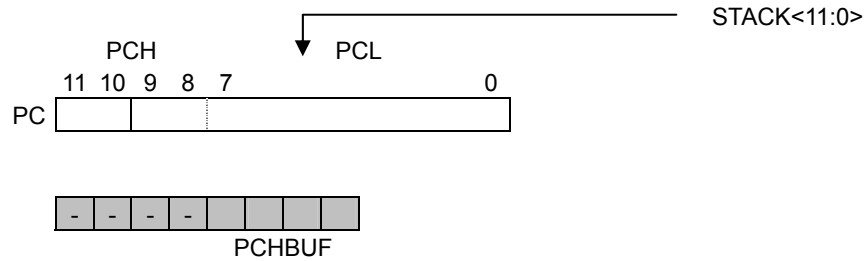 STACK<11:0>
PCH PCL
11 10 9 8 7 0
PC
- - - -
PCHBUF